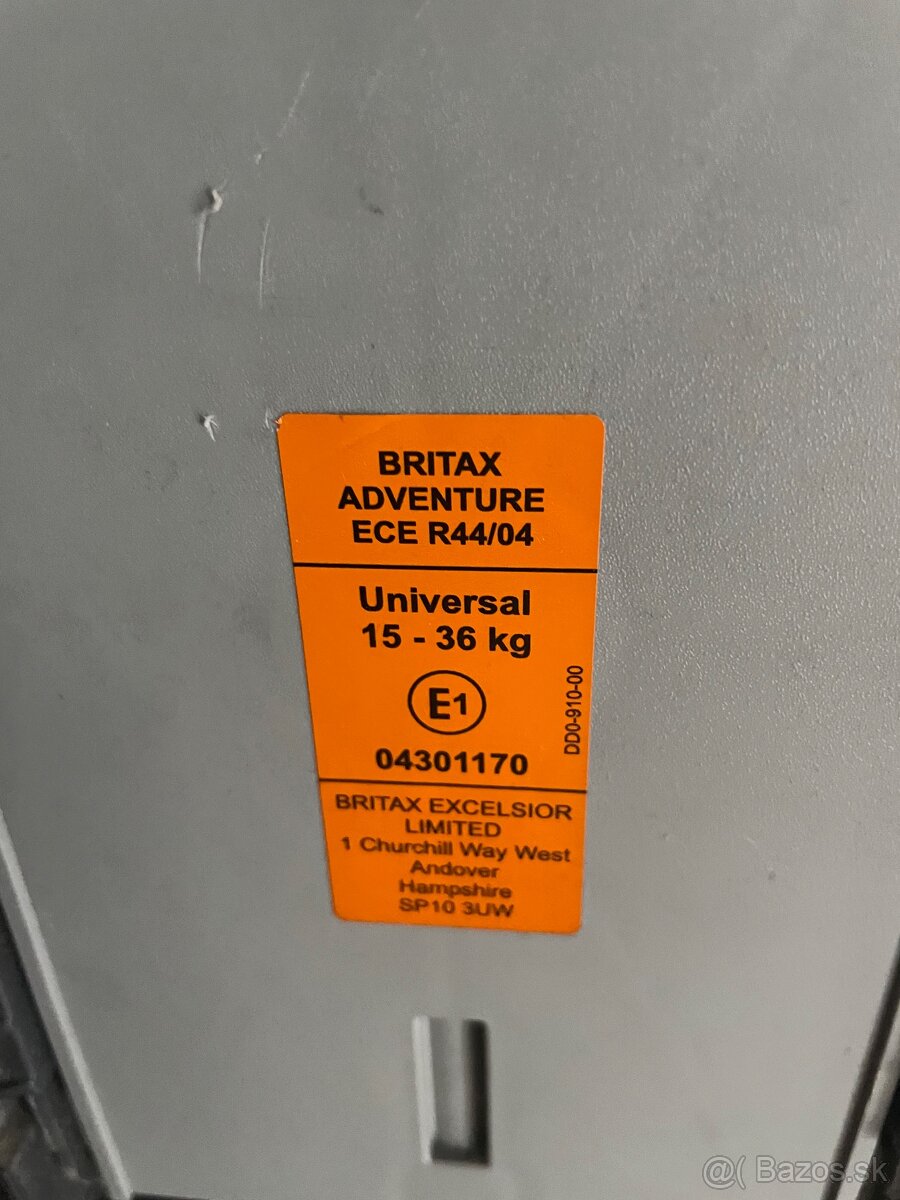 BRITAX
ADVENTURE
ECE R44/04
Universal
15 - 36 kg
E1
04301170
DD0-910-00
BRITAX EXCELSIOR
LIMITED
1 Churchill Way West
Andover
Hampshire
SP10 3UW
@( Bazos.sk